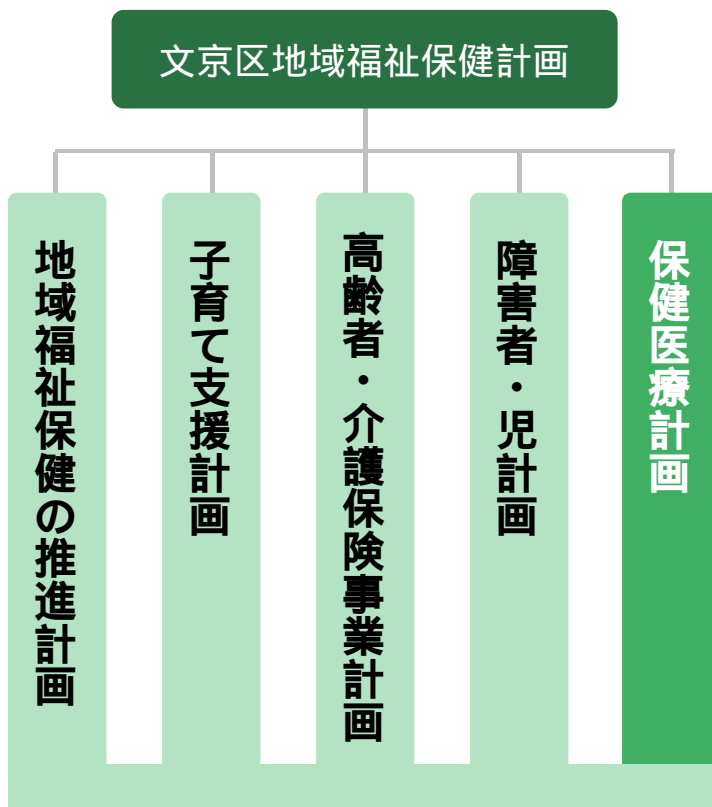 文京区地域福祉保健計画
地域福祉保健の推進計画
子育て支援計画
高齢者・介護保険事業計画
障害者・児計画
保健医療計画